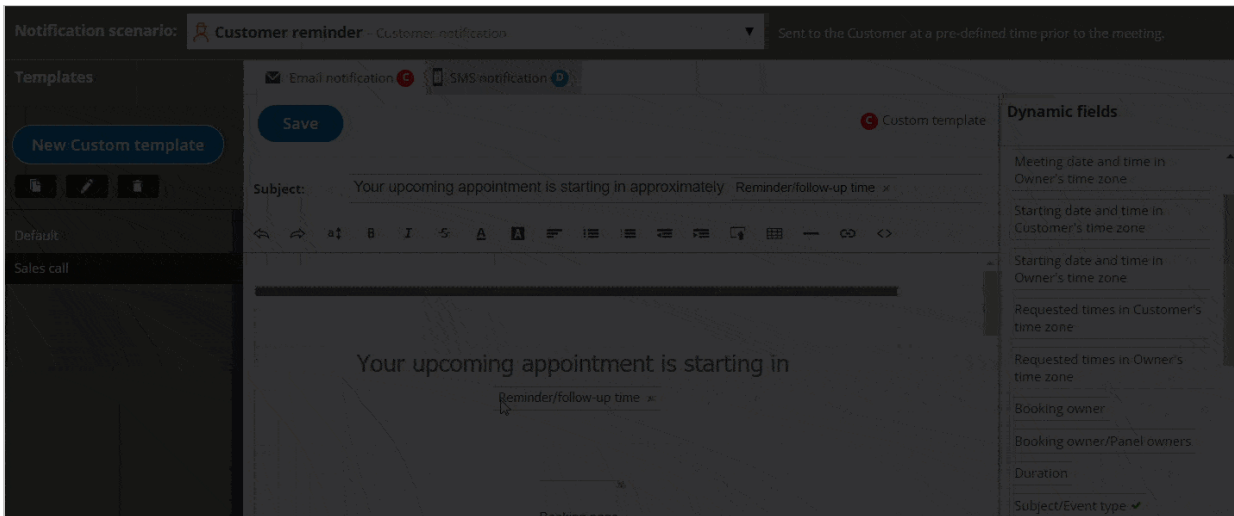 Notification scenario: Customer reminder - Customer notification Sent to the Customer at a pre-defined time prior to the meeting.
Templates
Email notification C SMS notification D
Save
C Custom template
Dynamic fields
New Custom template
Subject: Your upcoming appointment is starting in approximately Reminder/follow-up time ×
Default
Sales call
Your upcoming appointment is starting in
Reminder/follow-up time ×
Booking page
Meeting date and time in
Owner's time zone
Starting date and time in
Customer's time zone
Starting date and time in
Owner's time zone
Requested times in Customer's
time zone
Requested times in Owner's
time zone
Booking owner
Booking owner/Panel owners
Duration
Subject/Event type ✔